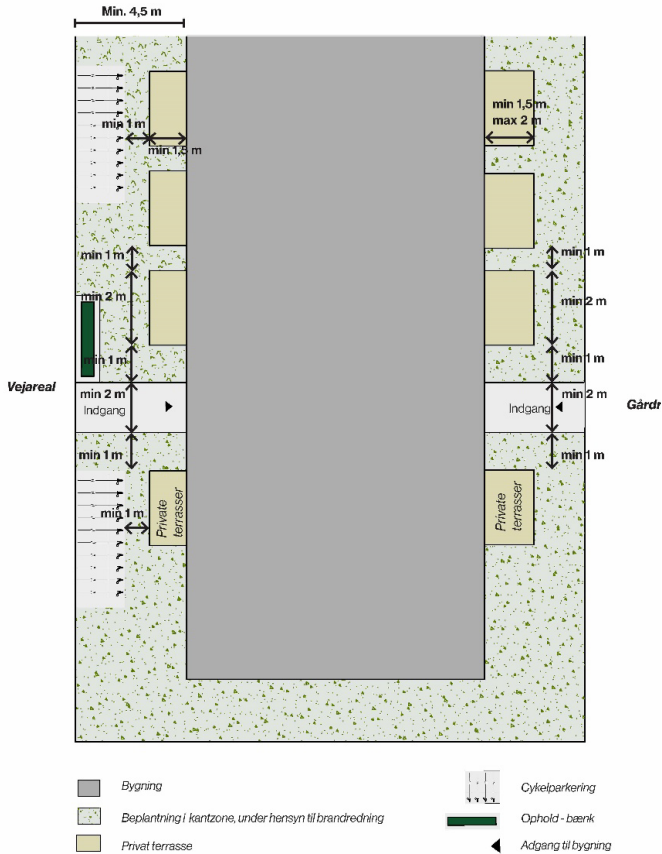 Min. 4,5 m
min 1,5 m.
max 2 m
min 1 m
min 1,5 m
min 1 m
min 1 m
min 2 m
min 2 m
min 1 m
min 1 m
Vejareal
min 2 m
min 2 m
Indgang
Indgang
Gårdr
min 1 m
min 1 m
min 1 m
Private
terrasser
Private
terrasser
Bygning
Cykelparkering
Beplantning i kantzone, under hensyn til brandredning
Ophold - bænk
Privat terrasse
Adgang til bygning